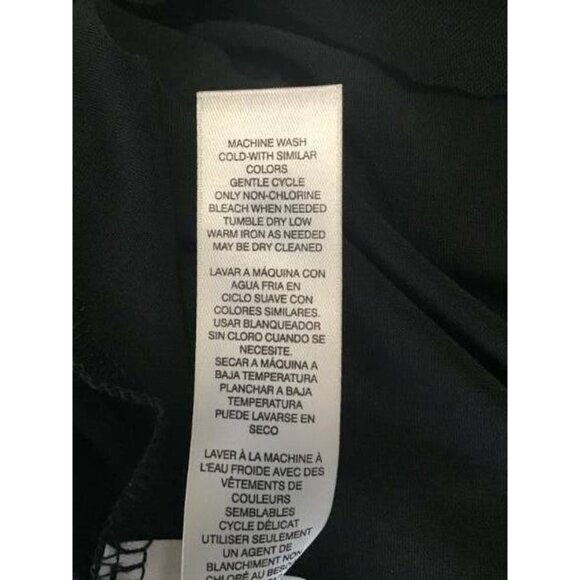 MACHINE WASH
COLD-WITH SIMILAR
COLORS
GENTLE CYCLE
ONLY NON-CHLORINE
BLEACH WHEN NEEDED
TUMBLE DRY LOW
WARM IRON AS NEEDED
MAY BE DRY CLEANED
LAVAR A MÁQUINA CON
AGUA FRIA EN
CICLO SUAVE CON
COLORES SIMILARES.
USAR BLANQUEADOR
SIN CLORO CUANDO SE
NECESITE.
SECAR A MÁQUINA A
BAJA TEMPERATURA
PLANCHAR A BAJA
TEMPERATURA
PUEDE LAVARSE EN
SECO
LAVER À LA MACHINE À
L'EAU FROIDE AVEC DES
VÊTEMENTS DE
COULEURS
SEMBLABLES
CYCLE DÉLICAT
UTILISER SEULEMENT
UN AGENT DE
BLANCHIMENT NON
CHLORÉ AU